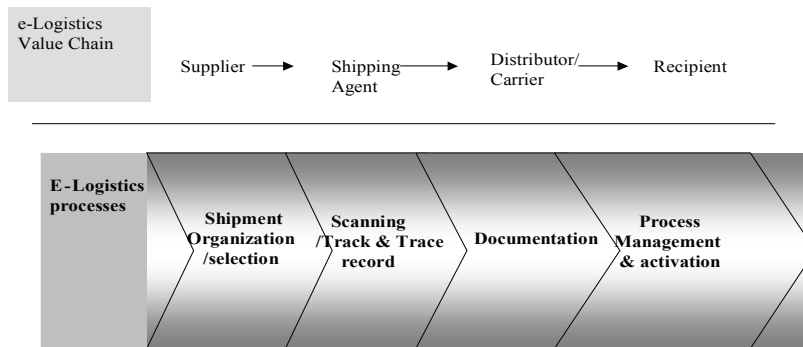 e-Logistics
Value Chain
Supplier
Shipping
Agent
Distributor/
Carrier
Recipient
E-Logistics
processes
Shipment
Organization
/selection
Scanning
/Track & Trace
record
Documentation
Process
Management
& activation